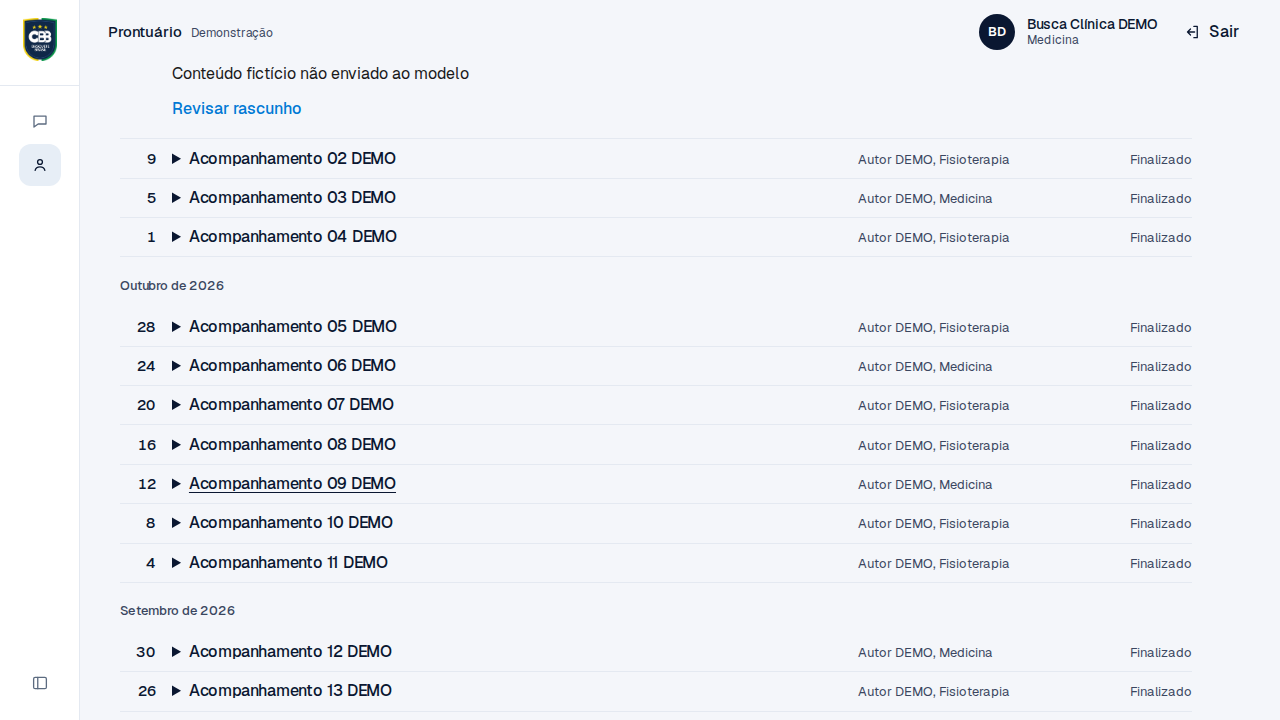 CBB
Prontuário Demonstração
BD Busca Clínica DEMO
Medicina
Sair
Conteúdo fictício não enviado ao modelo
Revisar rascunho
9 Acompanhamento 02 DEMO Autor DEMO, Fisioterapia Finalizado
5 Acompanhamento 03 DEMO Autor DEMO, Medicina Finalizado
1 Acompanhamento 04 DEMO Autor DEMO, Fisioterapia Finalizado
Outubro de 2026
28 Acompanhamento 05 DEMO Autor DEMO, Fisioterapia Finalizado
24 Acompanhamento 06 DEMO Autor DEMO, Medicina Finalizado
20 Acompanhamento 07 DEMO Autor DEMO, Fisioterapia Finalizado
16 Acompanhamento 08 DEMO Autor DEMO, Fisioterapia Finalizado
12 Acompanhamento 09 DEMO Autor DEMO, Medicina Finalizado
8 Acompanhamento 10 DEMO Autor DEMO, Fisioterapia Finalizado
4 Acompanhamento 11 DEMO Autor DEMO, Fisioterapia Finalizado
Setembro de 2026
30 Acompanhamento 12 DEMO Autor DEMO, Medicina Finalizado
26 Acompanhamento 13 DEMO Autor DEMO, Fisioterapia Finalizado